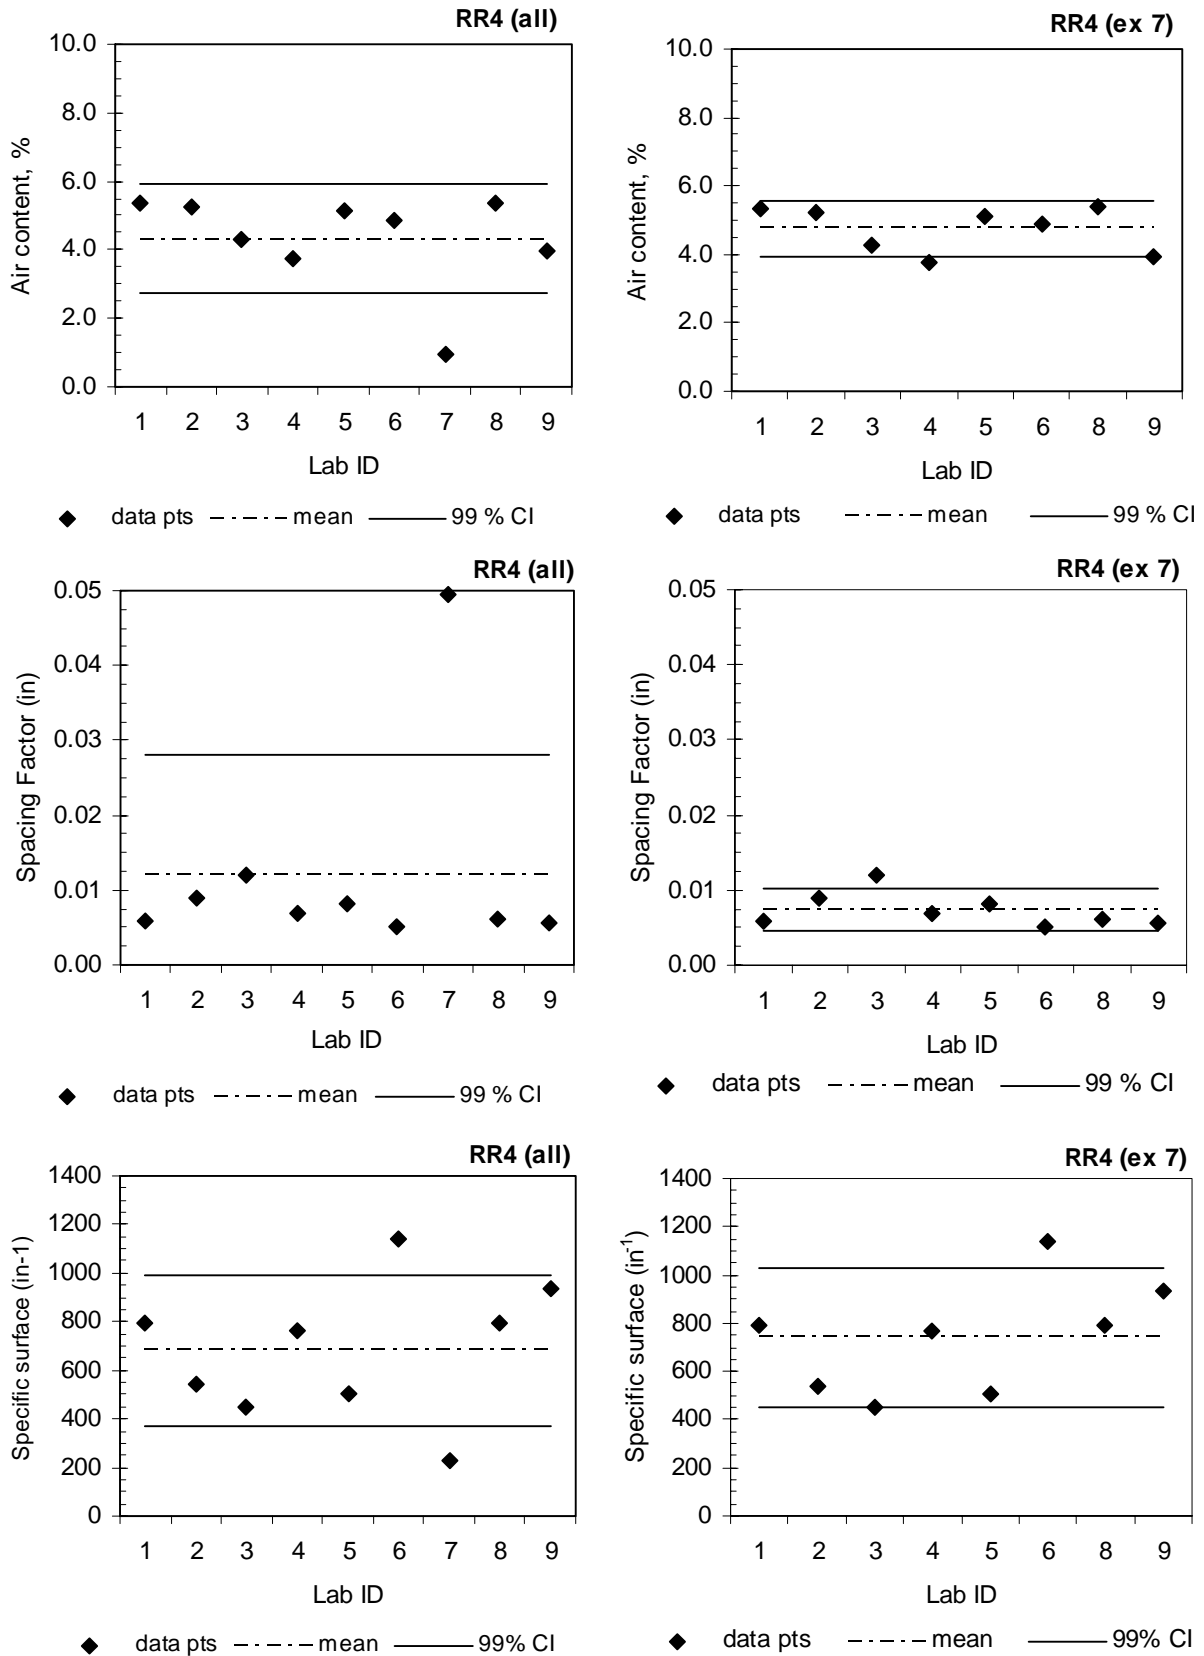 RR4 (all)
10.0
8.0
6.0
4.0
2.0
0.0
Air content, %
1 2 3 4 5 6 7 8 9
Lab ID
data pts mean 99 % CI
RR4 (ex 7)
10.0
8.0
6.0
4.0
2.0
0.0
Air content, %
1 2 3 4 5 6 8 9
Lab ID
data pts mean 99 % CI
RR4 (all)
0.05
0.04
0.03
0.02
0.01
0.00
Spacing Factor (in)
1 2 3 4 5 6 7 8 9
Lab ID
data pts mean 99 % CI
RR4 (ex 7)
0.05
0.04
0.03
0.02
0.01
0.00
Spacing Factor (in)
1 2 3 4 5 6 8 9
Lab ID
data pts mean 99 % CI
RR4 (all)
1400
1200
1000
800
600
400
200
0
Specific surface (in-1)
1 2 3 4 5 6 7 8 9
Lab ID
data pts mean 99% CI
RR4 (ex 7)
1400
1200
1000
800
600
400
200
0
Specific surface (in⁻¹)
1 2 3 4 5 6 8 9
Lab ID
data pts mean 99% CI